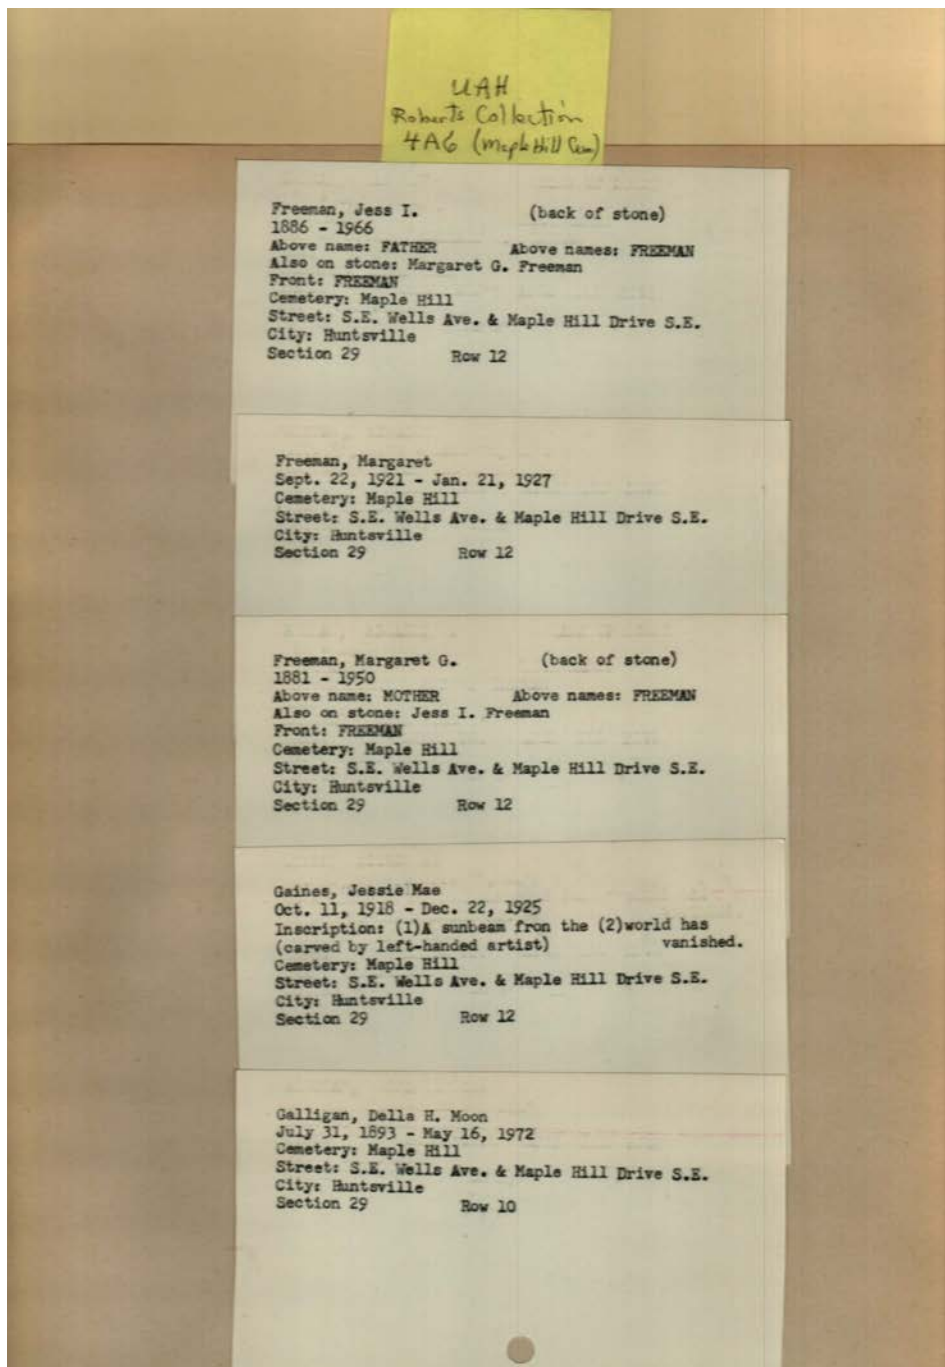 UAH
Roberts Collection
4A6 (Maple Hill Cem)
Freeman, Jess I. (back of stone)
1886 - 1966
Above name: FATHER Above names: FREEMAN
Also on stone: Margaret G. Freeman
Front: FREEMAN
Cemetery: Maple Hill
Street: S.E. Wells Ave. & Maple Hill Drive S.E.
City: Huntsville
Section 29 Row 12
Freeman, Margaret
Sept. 22, 1921 - Jan. 21, 1927
Cemetery: Maple Hill
Street: S.E. Wells Ave. & Maple Hill Drive S.E.
City: Huntsville
Section 29 Row 12
Freeman, Margaret G. (back of stone)
1881 - 1950
Above name: MOTHER Above names: FREEMAN
Also on stone: Jess I. Freeman
Front: FREEMAN
Cemetery: Maple Hill
Street: S.E. Wells Ave. & Maple Hill Drive S.E.
City: Huntsville
Section 29 Row 12
Gaines, Jessie Mae
Oct. 11, 1918 - Dec. 22, 1925
Inscription: (1)A sunbeam fron the (2)world has
(carved by left-handed artist) vanished.
Cemetery: Maple Hill
Street: S.E. Wells Ave. & Maple Hill Drive S.E.
City: Huntsville
Section 29 Row 12
Galligan, Della H. Moon
July 31, 1893 - May 16, 1972
Cemetery: Maple Hill
Street: S.E. Wells Ave. & Maple Hill Drive S.E.
City: Huntsville
Section 29 Row 10